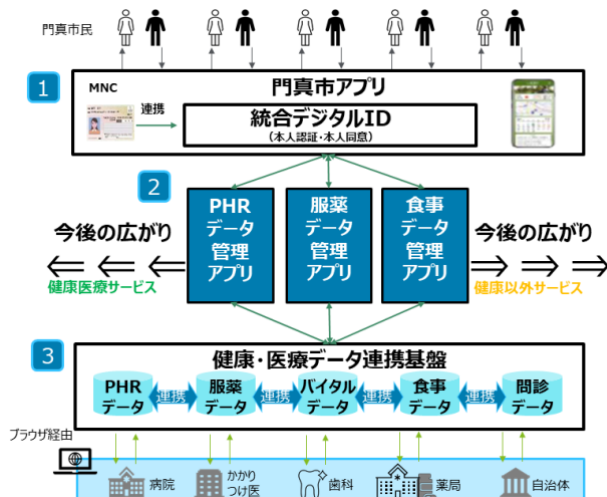 門真市民
1
門真市アプリ
MNC
連携
統合デジタルID
(本人認証・本人同意)
2
PHR
データ
管理
アプリ
服薬
データ
管理
アプリ
食事
データ
管理
アプリ
今後の広がり
健康医療サービス
今後の広がり
健康以外サービス
3
健康・医療データ連携基盤
PHR
データ
連携
服薬
データ
連携
バイタル
データ
連携
食事
データ
連携
問診
データ
ブラウザ経由
病院
かかり
つけ医
歯科
薬局
自治体